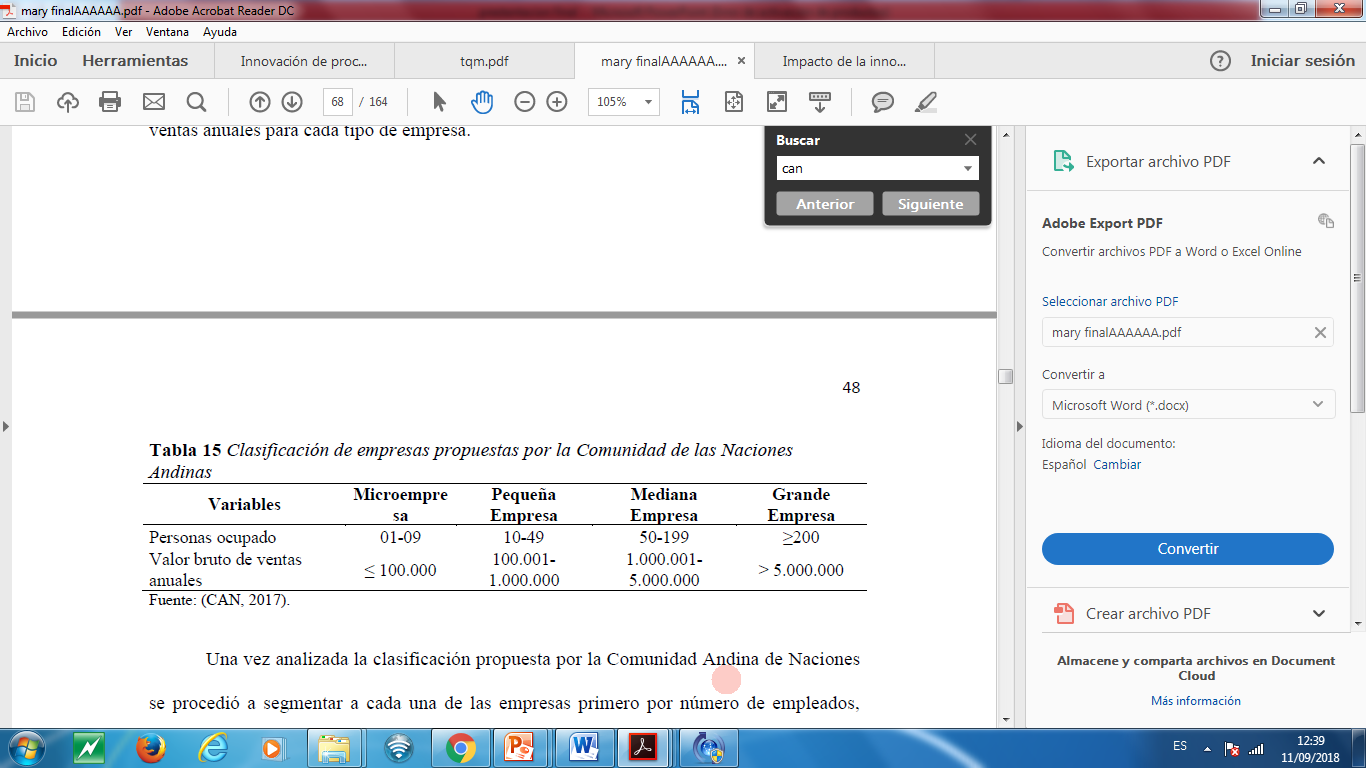 mary finalAAAAAA.pdf - Adobe Acrobat Reader DC
Archivo Edición Ver Ventana Ayuda
Inicio Herramientas Innovación de proc... tqm.pdf mary finalAAAAAA.... × Impacto de la inno... ? Iniciar sesión
68 / 164 105%
ventas anuales para cada tipo de empresa.
Buscar
can
Anterior Siguiente
48
Tabla 15 Clasificación de empresas propuestas por la Comunidad de las Naciones
Andinas
Variables Microempre
sa Pequeña
Empresa Mediana
Empresa Grande
Empresa
Personas ocupado 01-09 10-49 50-199 ≥200
Valor bruto de ventas
anuales ≤ 100.000 100.001-
1.000.000 1.000.001-
5.000.000 > 5.000.000
Fuente: (CAN, 2017).
Una vez analizada la clasificación propuesta por la Comunidad Andina de Naciones
se procedió a segmentar a cada una de las empresas primero por número de empleados,
Exportar archivo PDF
Adobe Export PDF
Convertir archivos PDF a Word o Excel Online
Seleccionar archivo PDF
mary finalAAAAAA.pdf
Convertir a
Microsoft Word (*.docx)
Idioma del documento:
Español Cambiar
Convertir
Crear archivo PDF
Almacene y comparta archivos en Document
Cloud
Más información
ES
12:39
11/09/2018